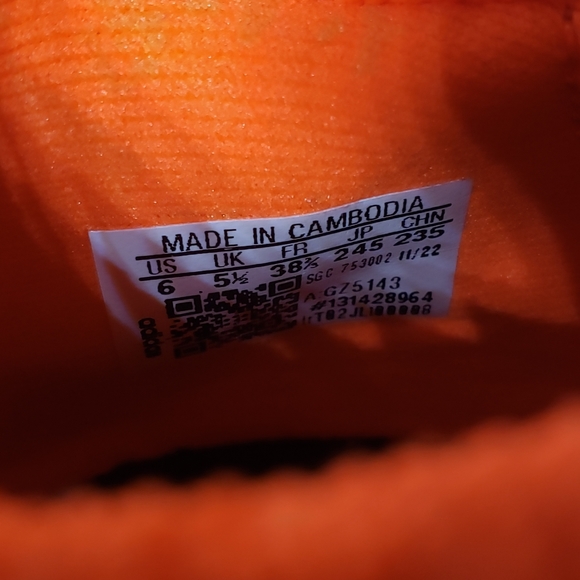 MADE IN CAMBODIA
US UK FR JP CHN
6 5½ 38⅔ 245 235
SGC 753002 11/22
GZ5143
#131428964
adidas